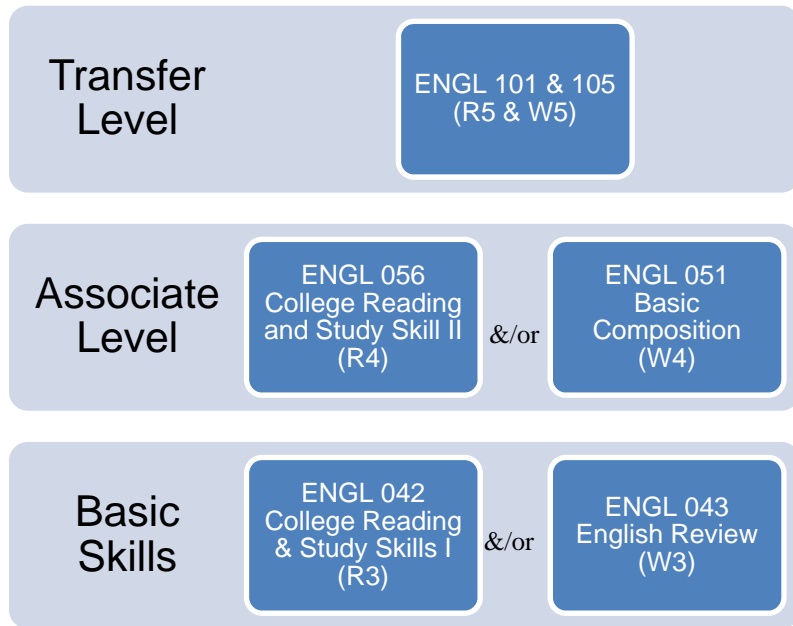 Transfer
Level
ENGL 101 & 105
(R5 & W5)
Associate
Level
ENGL 056
College Reading
and Study Skill II
(R4)
&/or
ENGL 051
Basic
Composition
(W4)
Basic
Skills
ENGL 042
College Reading
& Study Skills I
(R3)
&/or
ENGL 043
English Review
(W3)